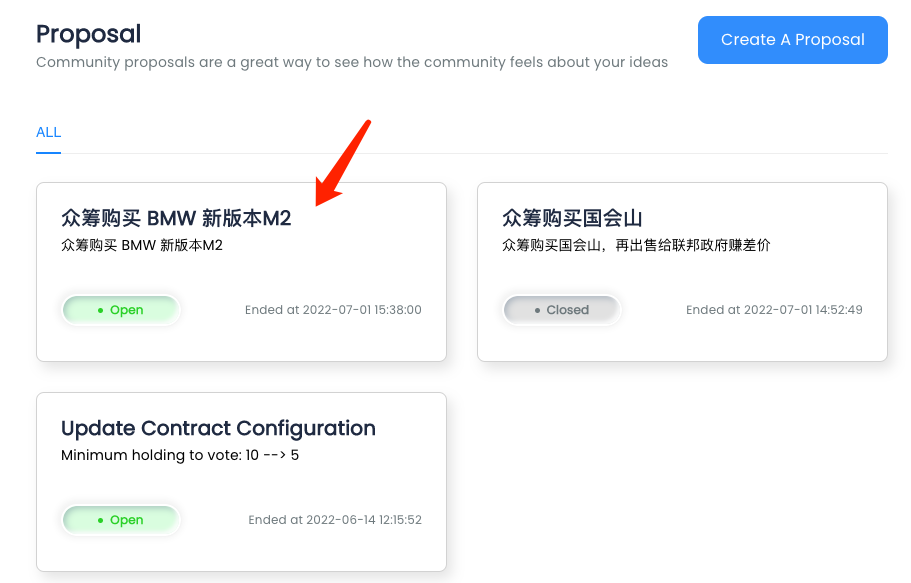 Proposal
Create A Proposal
Community proposals are a great way to see how the community feels about your ideas
ALL
众筹购买 BMW 新版本M2
众筹购买 BMW 新版本M2
• Open
Ended at 2022-07-01 15:38:00
众筹购买国会山
众筹购买国会山，再出售给联邦政府赚差价
• Closed
Ended at 2022-07-01 14:52:49
Update Contract Configuration
Minimum holding to vote: 10 --> 5
• Open
Ended at 2022-06-14 12:15:52